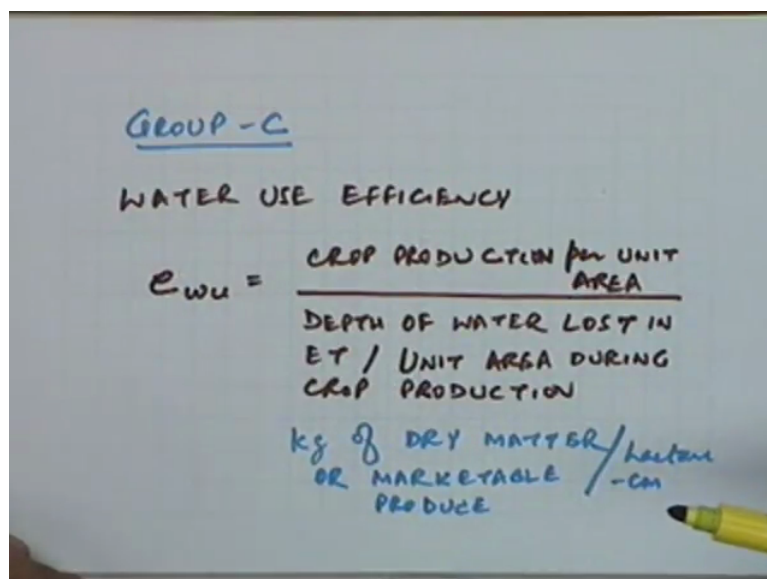 GROUP - C
WATER USE EFFICIENCY
e wu = CROP PRODUCTION per UNIT
AREA
DEPTH OF WATER LOST IN
ET / UNIT AREA DURING
CROP PRODUCTION
kg of DRY MATTER / hectare
OR MARKETABLE - cm
PRODUCE